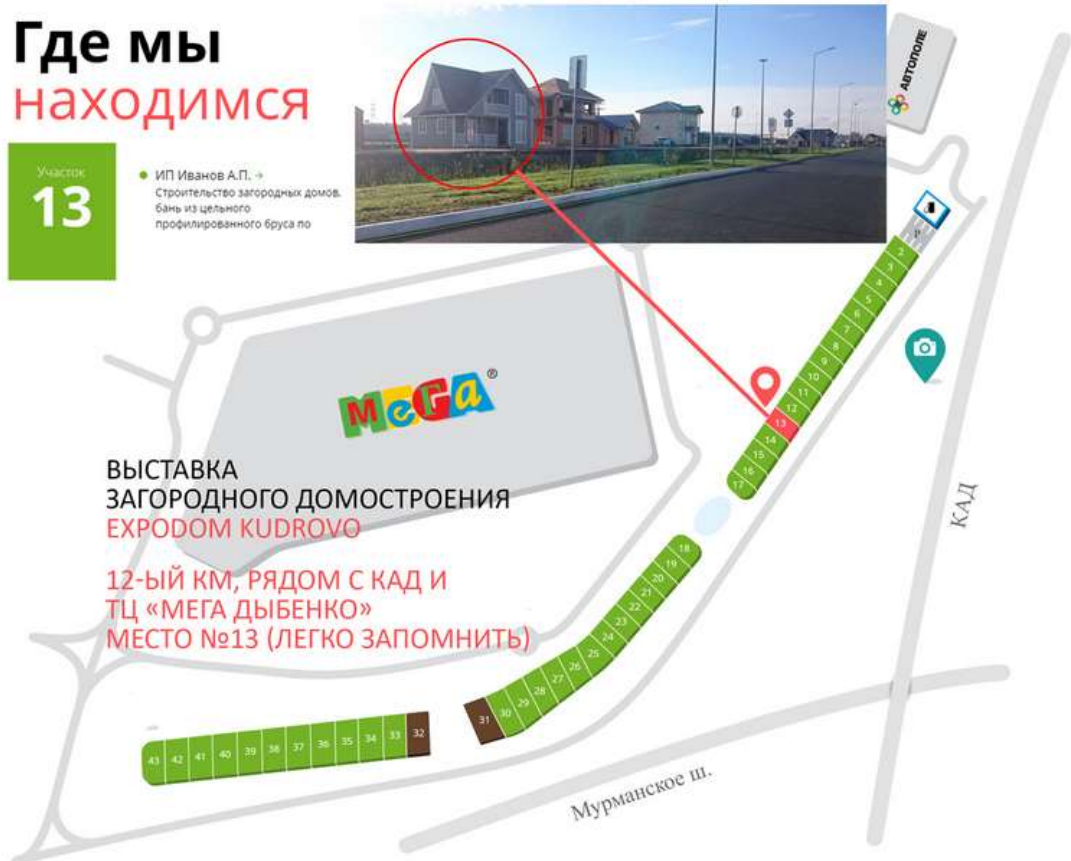 Где мы
находимся
Участок
13
ИП Иванов А.П. →
Строительство загородных домов,
бань из цельного
профилированного бруса по
АВТОПОЛЕ
P
2
3
4
5
6
7
8
9
10
11
12
13
14
15
16
17
МЕГА®
КАД
ВЫСТАВКА
ЗАГОРОДНОГО ДОМОСТРОЕНИЯ
EXPODOM KUDROVO
12-ЫЙ КМ, РЯДОМ С КАД И
ТЦ «МЕГА ДЫБЕНКО»
МЕСТО №13 (ЛЕГКО ЗАПОМНИТЬ)
18
19
20
21
22
23
24
25
26
27
28
29
30
31
32
33
34
35
36
37
38
39
40
41
42
43
Мурманское ш.